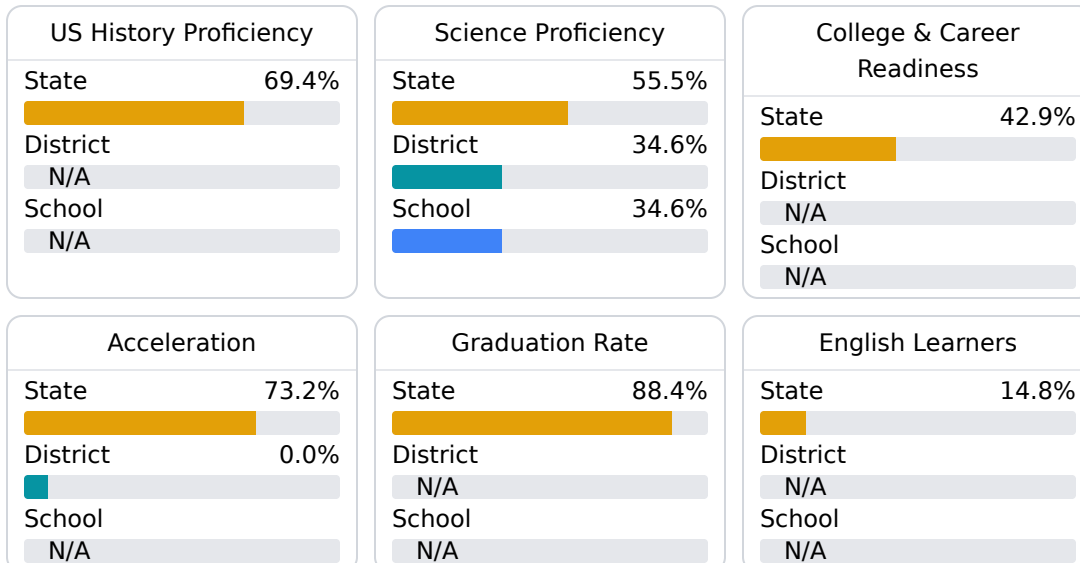 US History Proficiency
State 69.4%
District
N/A
School
N/A
Science Proficiency
State 55.5%
District 34.6%
School 34.6%
College & Career
Readiness
State 42.9%
District
N/A
School
N/A
Acceleration
State 73.2%
District 0.0%
School
N/A
Graduation Rate
State 88.4%
District
N/A
School
N/A
English Learners
State 14.8%
District
N/A
School
N/A